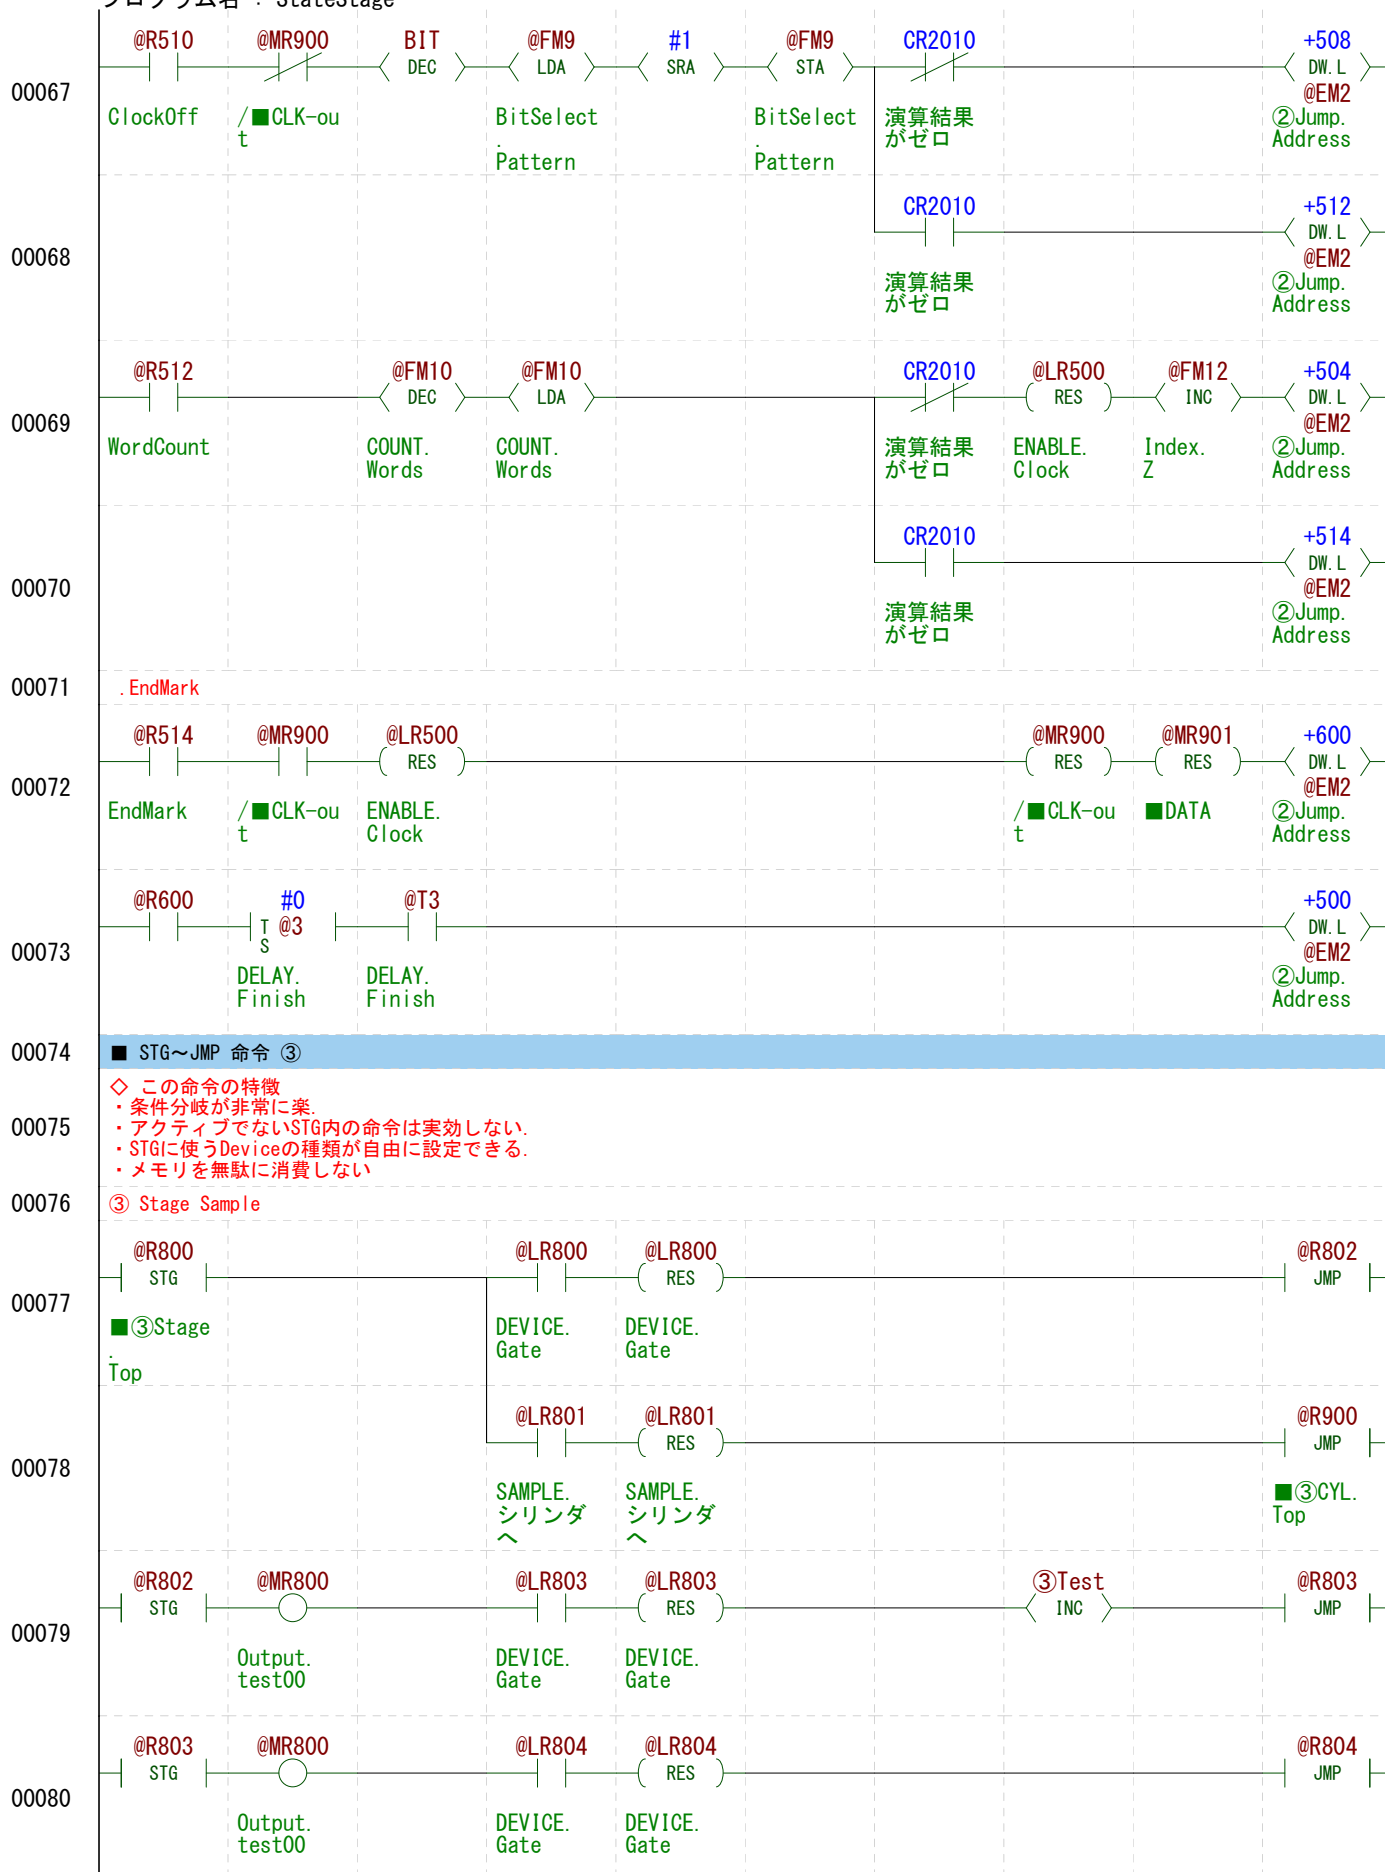 プログラム名 : StateStage
@R510 @MR900 BIT @FM9 #1 @FM9 CR2010 +508
DEC LDA SRA STA DW.L
00067
@EM2
ClockOff /■CLK-ou BitSelect BitSelect 演算結果 ②Jump.
t . . がゼロ Address
Pattern Pattern
CR2010 +512
DW.L
00068
@EM2
演算結果 ②Jump.
がゼロ Address
@R512 @FM10 @FM10 CR2010 @LR500 @FM12 +504
DEC LDA RES INC DW.L
00069
@EM2
WordCount COUNT. COUNT. 演算結果 ENABLE. Index. ②Jump.
Words Words がゼロ Clock Z Address
CR2010 +514
DW.L
00070
@EM2
演算結果 ②Jump.
がゼロ Address
00071 .EndMark
@R514 @MR900 @LR500 @MR900 @MR901 +600
RES RES RES DW.L
00072
@EM2
EndMark /■CLK-ou ENABLE. /■CLK-ou ■DATA ②Jump.
t Clock t Address
@R600 #0 @T3 +500
T @3 DW.L
S
00073
@EM2
DELAY. DELAY. ②Jump.
Finish Finish Address
00074 ■ STG～JMP 命令 ③
◇ この命令の特徴
・条件分岐が非常に楽.
00075 ・アクティブでないSTG内の命令は実効しない.
・STGに使うDeviceの種類が自由に設定できる.
・メモリを無駄に消費しない
00076 ③ Stage Sample
@R800 @LR800 @LR800 @R802
STG RES JMP
00077
■③Stage DEVICE. DEVICE.
. Gate Gate
Top
@LR801 @LR801 @R900
RES JMP
00078
SAMPLE. SAMPLE. ■③CYL.
シリンダ シリンダ Top
へ へ
@R802 @MR800 @LR803 @LR803 ③Test @R803
STG RES INC JMP
00079
Output. DEVICE. DEVICE.
test00 Gate Gate
@R803 @MR800 @LR804 @LR804 @R804
STG RES JMP
00080
Output. DEVICE. DEVICE.
test00 Gate Gate